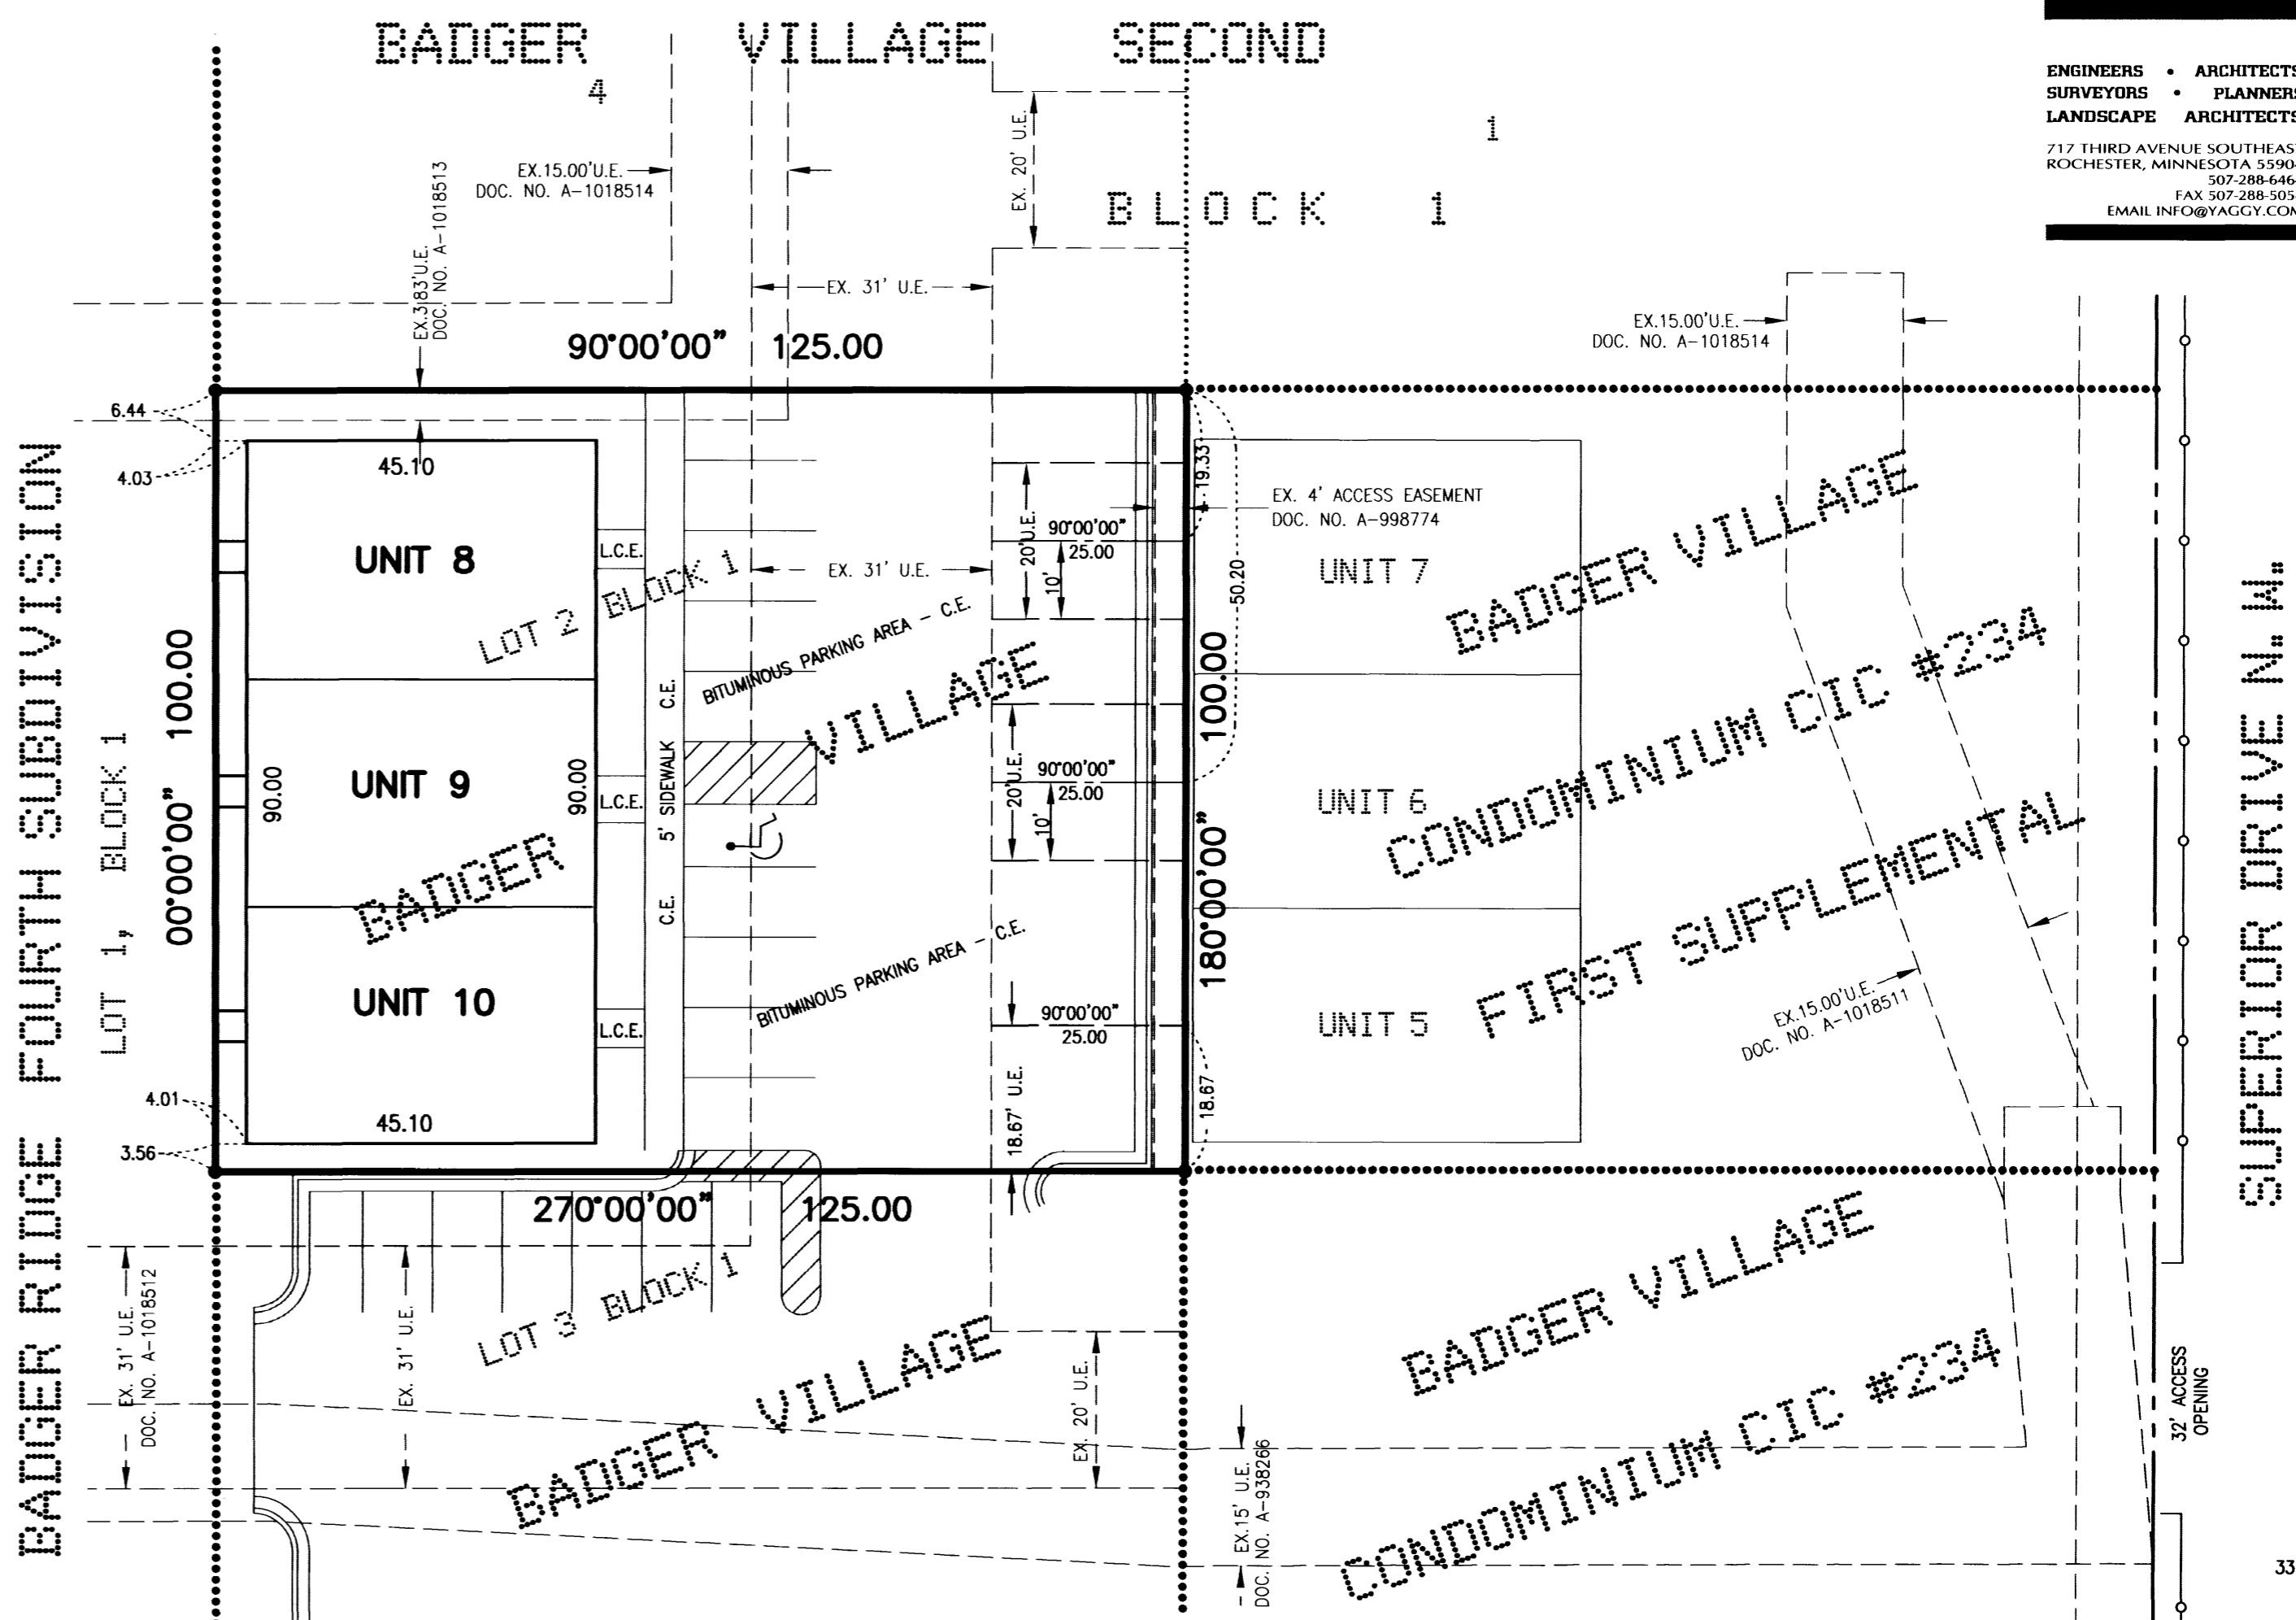 BADGER VILLAGE SECOND
4
1
BLOCK 1
ENGINEERS • ARCHITECTS
SURVEYORS • PLANNERS
LANDSCAPE ARCHITECTS
717 THIRD AVENUE SOUTHEAST
ROCHESTER, MINNESOTA 5590
507-288-646
FAX 507-288-505
EMAIL INFO@YAGGY.COM
EX.15.00'U.E.
DOC. NO. A-1018514
EX.3.83'U.E.
DOC. NO. A-1018513
EX. 20' U.E.
EX. 31' U.E.
EX.15.00'U.E.
DOC. NO. A-1018514
90°00'00" 125.00
6.44
4.03
45.10
UNIT 8
L.C.E.
LOT 2 BLOCK 1
EX. 31' U.E.
BITUMINOUS PARKING AREA - C.E.
20'U.E.
10'
90°00'00"
25.00
19.33
50.20
EX. 4' ACCESS EASEMENT
DOC. NO. A-998774
UNIT 7
BADGER VILLAGE
CONDOMINIUM CIC #234
FIRST SUPPLEMENTAL
BADGER RIDGE FOURTH SUBDIVISION
LOT 1, BLOCK 1
00°00'00" 100.00
90.00
UNIT 9
90.00
L.C.E.
C.E. 5' SIDEWALK C.E.
BADGER VILLAGE
20'U.E.
10'
90°00'00"
25.00
180°00'00" 100.00
UNIT 6
SUPERIOR DRIVE N. W.
UNIT 10
L.C.E.
BITUMINOUS PARKING AREA - C.E.
90°00'00"
25.00
18.67' U.E.
18.67
UNIT 5
EX.15.00'U.E.
DOC. NO. A-1018511
4.01
45.10
3.56
270°00'00" 125.00
EX. 31' U.E.
DOC. NO. A-1018512
EX. 31' U.E.
LOT 3 BLOCK 1
BADGER VILLAGE
EX. 20' U.E.
EX.15' U.E.
DOC. NO. A-938266
BADGER VILLAGE
CONDOMINIUM CIC #234
32' ACCESS
OPENING
33